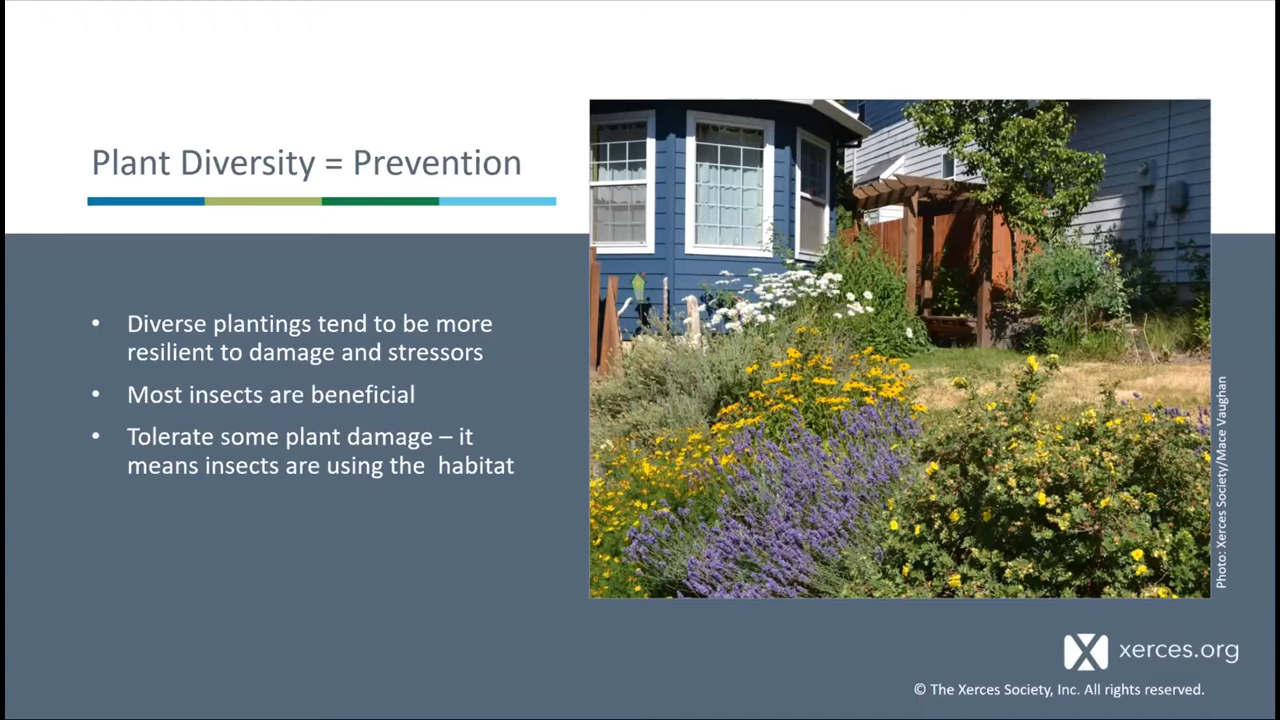 Plant Diversity = Prevention
• Diverse plantings tend to be more
resilient to damage and stressors
• Most insects are beneficial
• Tolerate some plant damage – it
means insects are using the  habitat
Photo: Xerces Society/Mace Vaughan
xerces.org
© The Xerces Society, Inc. All rights reserved.